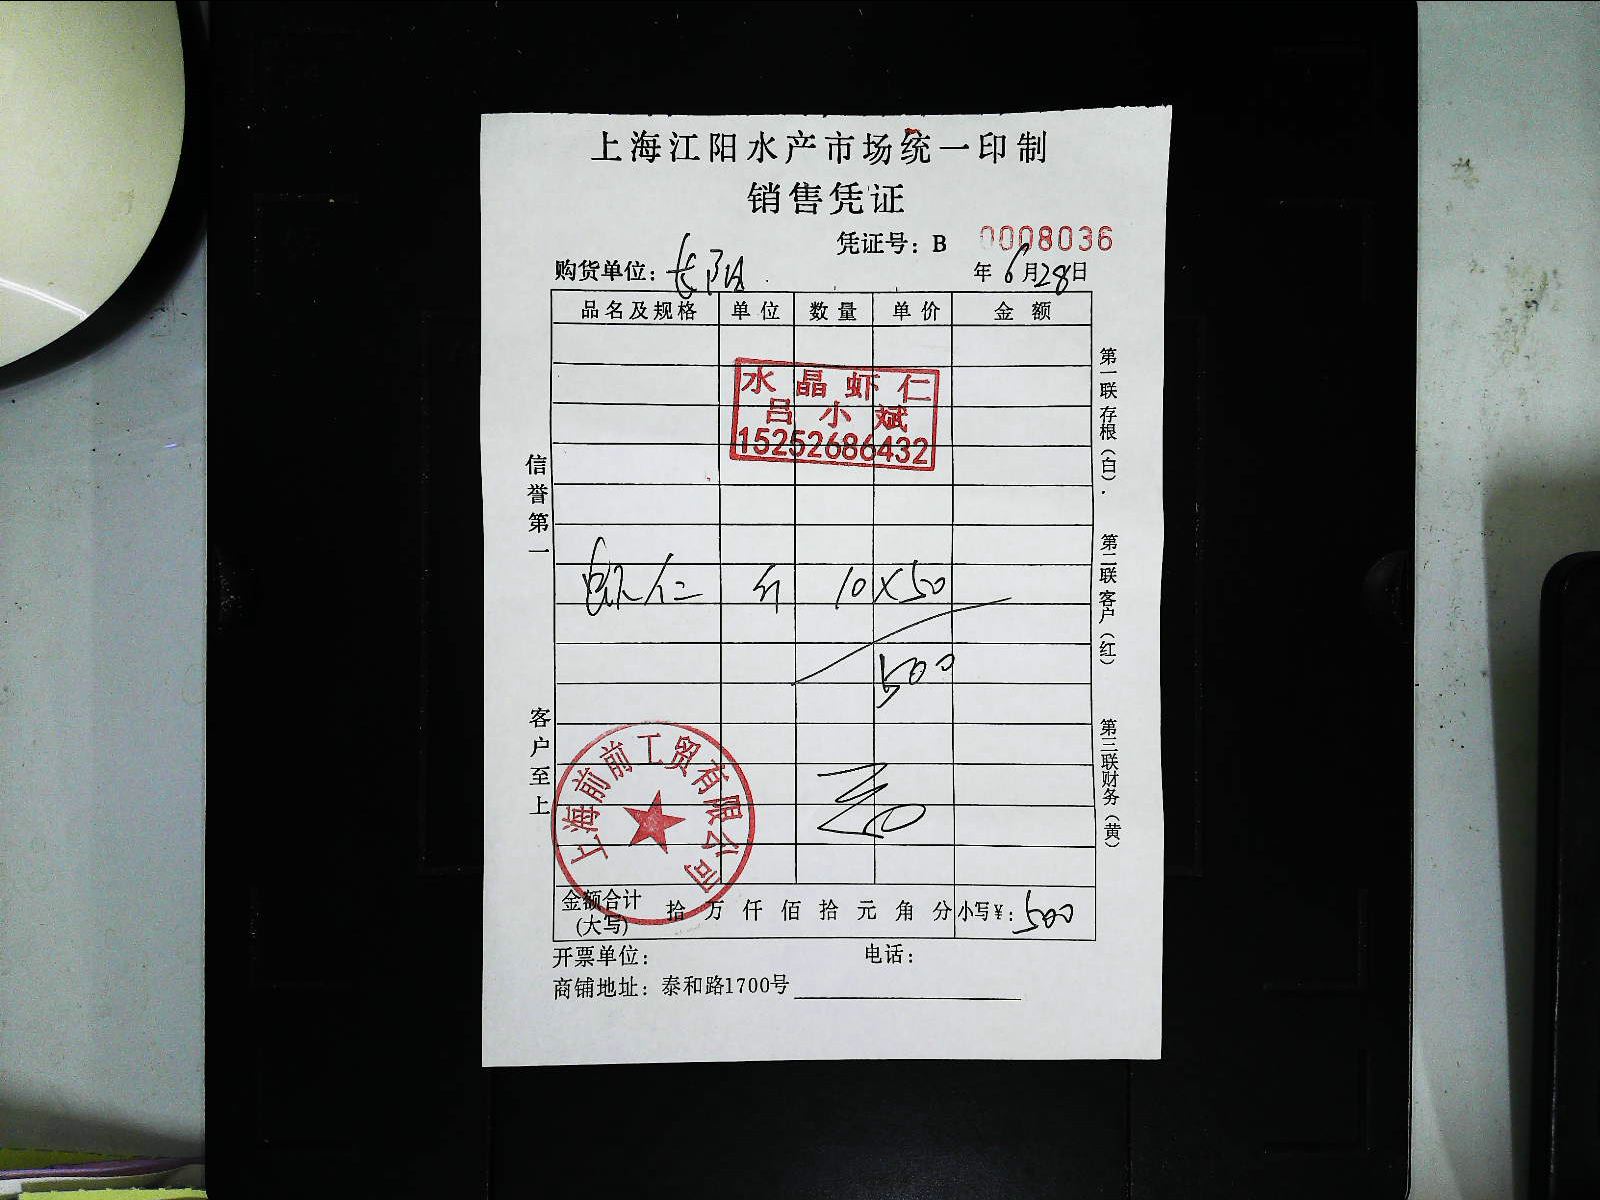 上海江阳水产市场统一印制
销售凭证
凭证号：B 0008036
购货单位：长阳
年 6月28日
品名及规格 单位 数量 单价 金额
水晶虾仁
吕小斌
15252686432
虾仁 斤 10×50
500
上海前前工贸有限公司
金额合计(大写) 拾 万 仟 佰 拾 元 角 分 小写¥：500
开票单位： 电话：
商铺地址：泰和路1700号
信誉第一
客户至上
第一联存根（白）.
第二联客户（红）
第三联财务（黄）